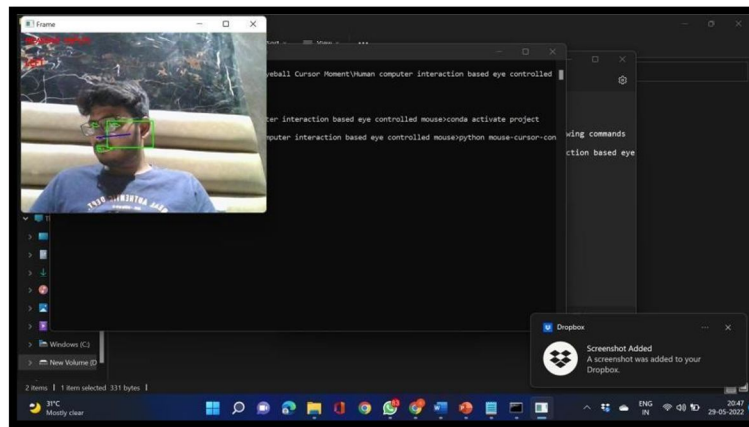 Frame
yeball Cursor Moment\Human computer interaction based eye controlled
ter interaction based eye controlled mouse>conda activate project
mputer interaction based eye controlled mouse>python mouse-cursor-con
wing commands
ction based eye
Windows (C:)
New Volume (D
2 items 1 item selected 331 bytes
Dropbox
Screenshot Added
A screenshot was added to your
Dropbox.
31°C
Mostly clear
ENG
IN
20:47
29-05-2022